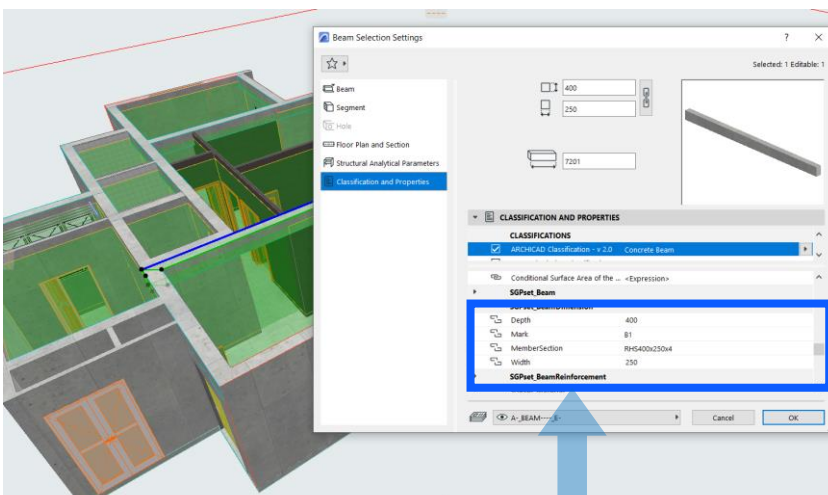 Beam Selection Settings
? ×
Selected: 1 Editable: 1
Beam
Segment
Hole
Floor Plan and Section
Structural Analytical Parameters
Classification and Properties
400
250
7201
CLASSIFICATION AND PROPERTIES
CLASSIFICATIONS
ARCHICAD Classification - v 2.0 Concrete Beam
Conditional Surface Area of the ... <Expression>
SGPset_Beam
SGPset_BeamDimension
Depth 400
Mark B1
MemberSection RHS400x250x4
Width 250
SGPset_BeamReinforcement
Cancel
OK